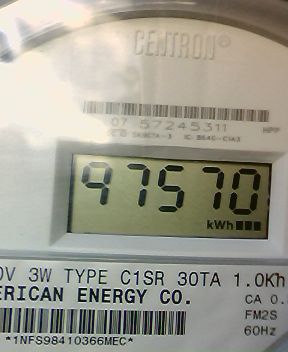 CENTRON®
07 57245311
HPP
97570
kWh
0V 3W TYPE C1SR 30TA 1.0Kh
ERICAN ENERGY CO. CA 0.
FM2S
*1NFS98410366MEC* 60Hz